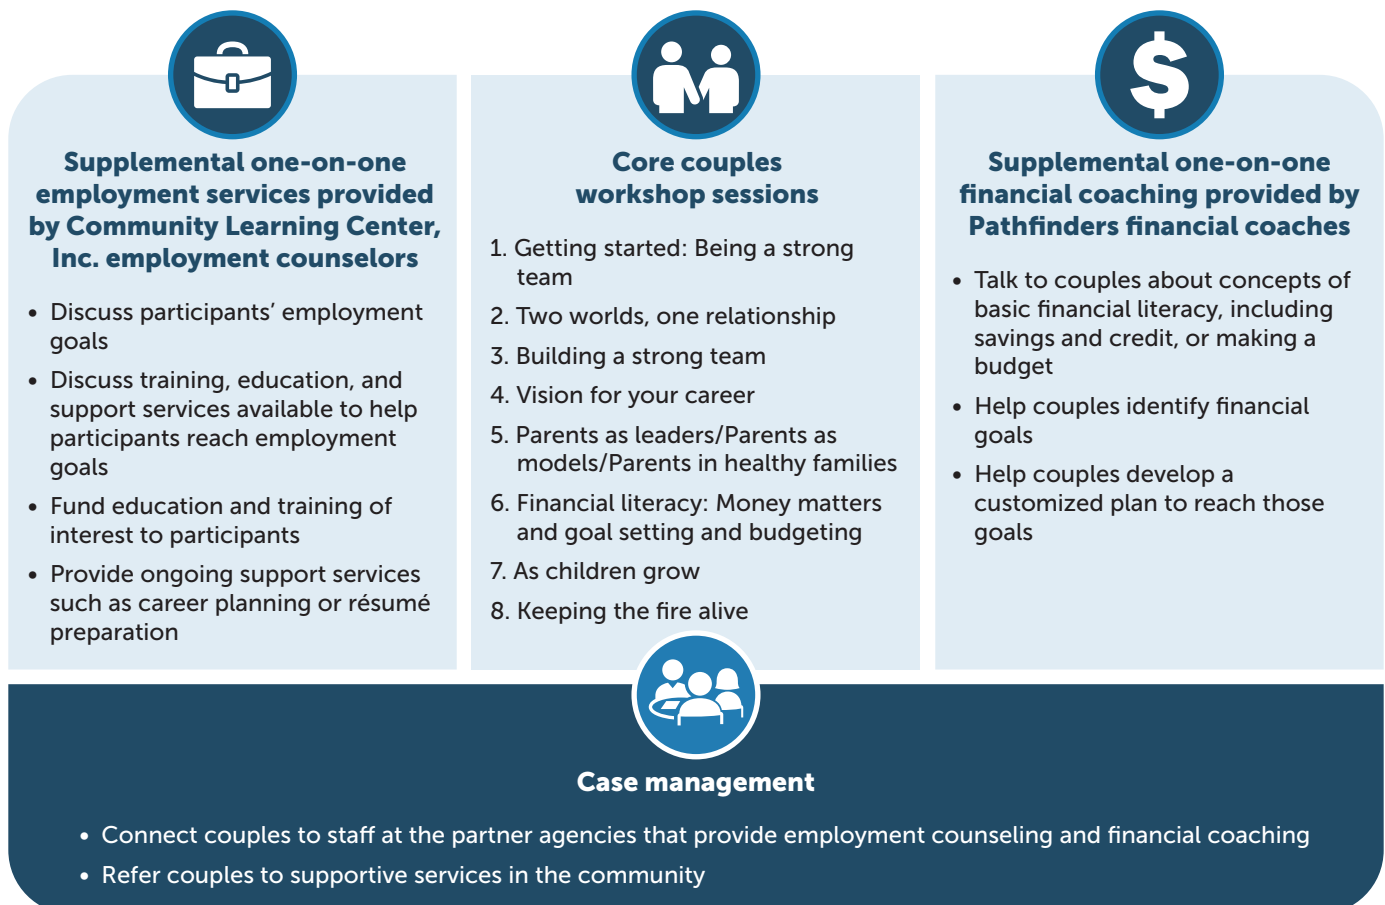 Supplemental one-on-one
employment services provided
by Community Learning Center,
Inc. employment counselors
• Discuss participants’ employment
goals
• Discuss training, education, and
support services available to help
participants reach employment
goals
• Fund education and training of
interest to participants
• Provide ongoing support services
such as career planning or résumé
preparation
Core couples
workshop sessions
1. Getting started: Being a strong
team
2. Two worlds, one relationship
3. Building a strong team
4. Vision for your career
5. Parents as leaders/Parents as
models/Parents in healthy families
6. Financial literacy: Money matters
and goal setting and budgeting
7. As children grow
8. Keeping the fire alive
$
Supplemental one-on-one
financial coaching provided by
Pathfinders financial coaches
• Talk to couples about concepts of
basic financial literacy, including
savings and credit, or making a
budget
• Help couples identify financial
goals
• Help couples develop a
customized plan to reach those
goals
Case management
• Connect couples to staff at the partner agencies that provide employment counseling and financial coaching
• Refer couples to supportive services in the community